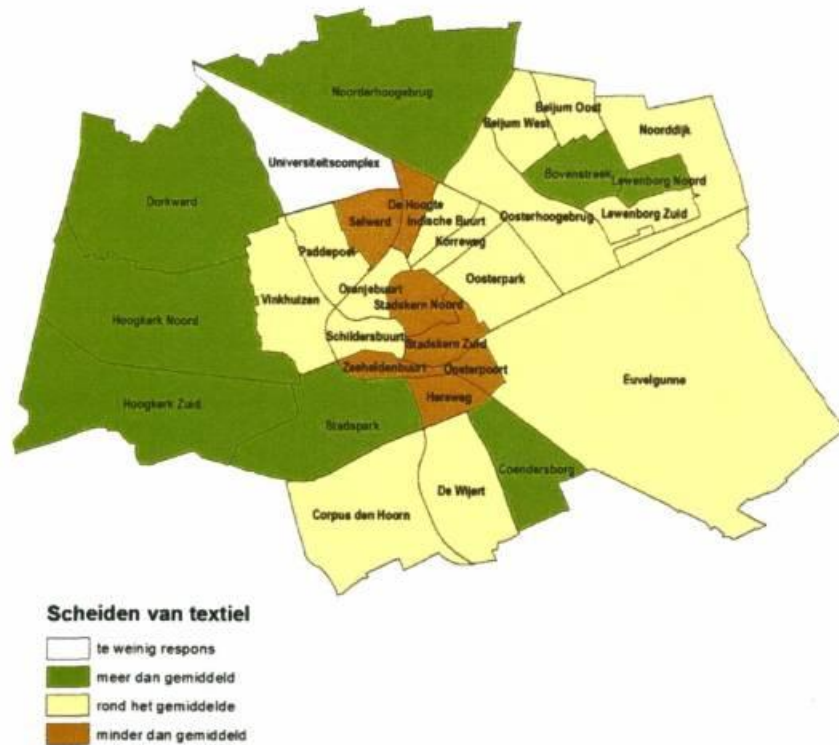 Noorderhoogebrug
Beijum Oost
Beijum West
Noorddijk
Universiteitscomplex
Bovenstreek
Lewenborg Noord
Dorkwerd
De Hoogte
Selwerd
Indische Buurt
Oosterhoogebrug
Lewenborg Zuid
Korreweg
Paddepoel
Oosterpark
Oranjebuurt
Vinkhuizen
Stadskern Noord
Hoogkerk Noord
Schildersbuurt
Stadskern Zuid
Zeeheldenbuurt
Oosterpoort
Euvelgunne
Hereweg
Hoogkerk Zuid
Stadspark
Coendersborg
De Wijert
Corpus den Hoorn
Scheiden van textiel
te weinig respons
meer dan gemiddeld
rond het gemiddelde
minder dan gemiddeld